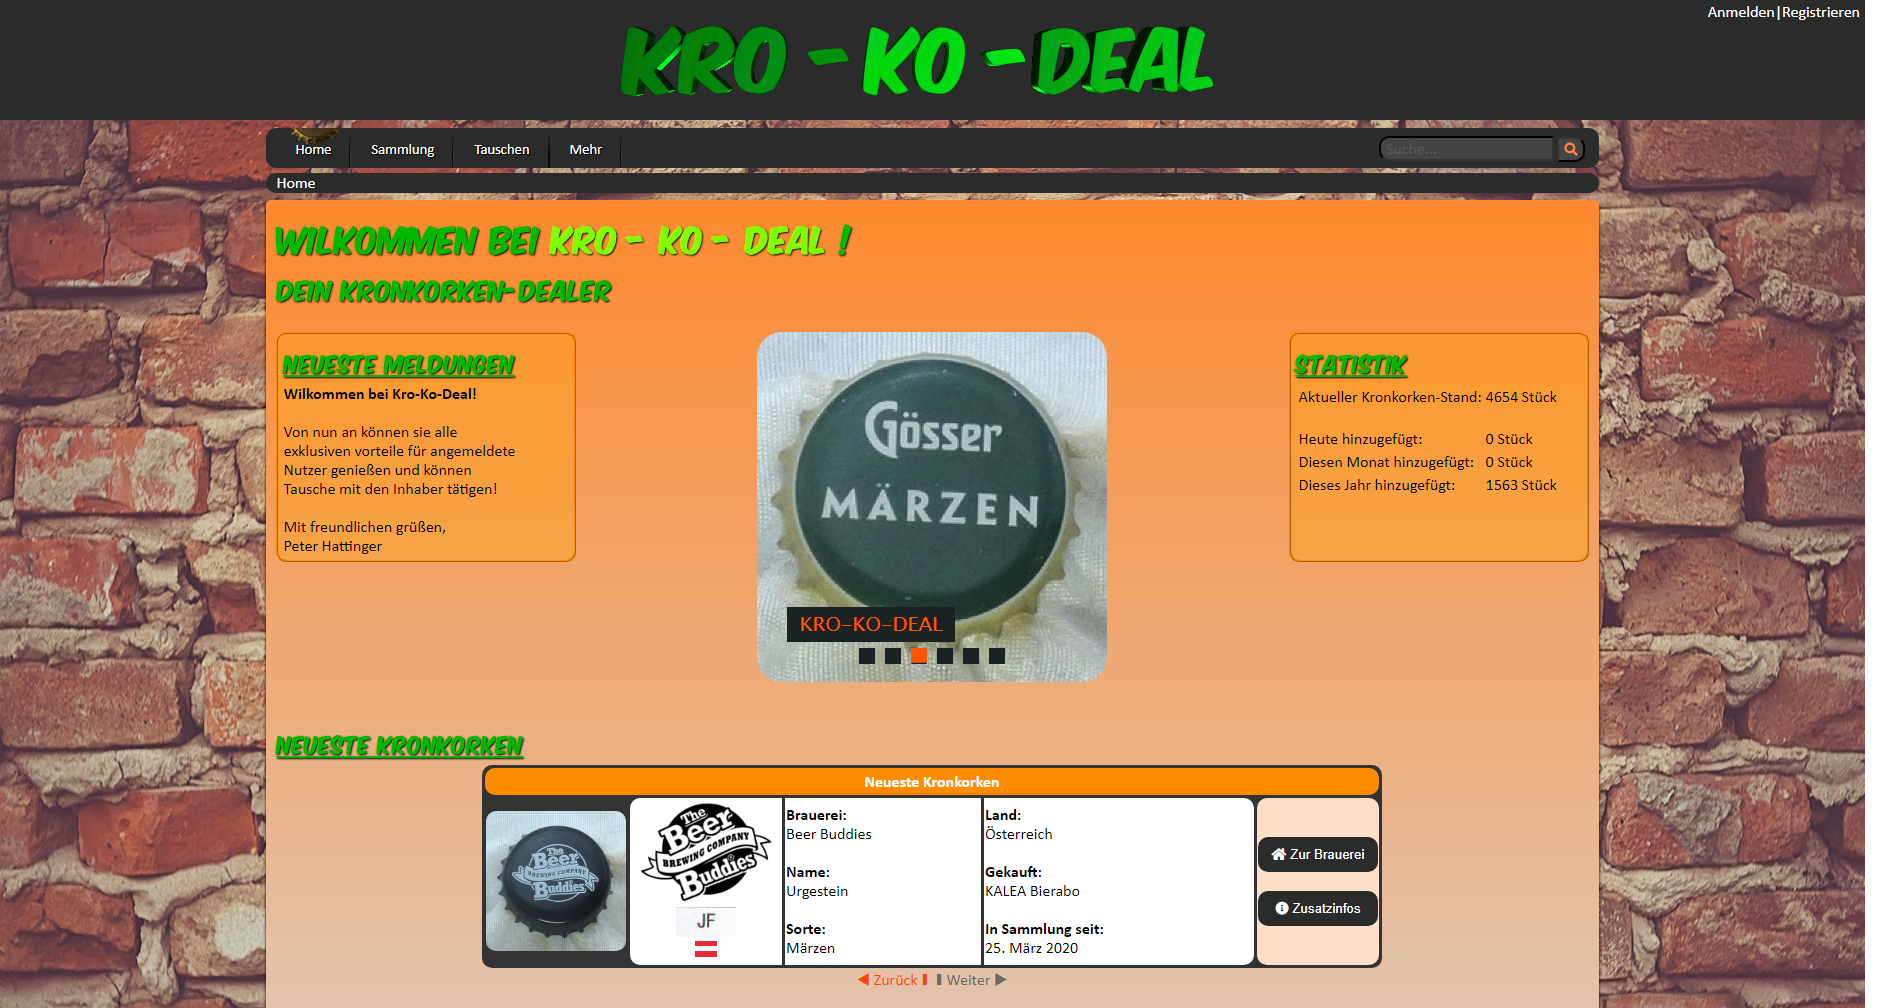 Anmelden|Registrieren
KRO - KO - DEAL
Home Sammlung Tauschen Mehr Suche...
Home
WILKOMMEN BEI KRO - KO - DEAL !
DEIN KRONKORKEN-DEALER
NEUESTE MELDUNGEN
Wilkommen bei Kro-Ko-Deal!
Von nun an können sie alle
exklusiven vorteile für angemeldete
Nutzer genießen und können
Tausche mit den Inhaber tätigen!
Mit freundlichen grüßen,
Peter Hattinger
Gösser
MÄRZEN
KRO-KO-DEAL
STATISTIK
Aktueller Kronkorken-Stand: 4654 Stück
Heute hinzugefügt: 0 Stück
Diesen Monat hinzugefügt: 0 Stück
Dieses Jahr hinzugefügt: 1563 Stück
NEUESTE KRONKORKEN
Neueste Kronkorken
The
Beer
BREWING COMPANY
Buddies
The
Beer
BREWING COMPANY
Buddies®
JF
Brauerei:
Beer Buddies
Name:
Urgestein
Sorte:
Märzen
Land:
Österreich
Gekauft:
KALEA Bierabo
In Sammlung seit:
25. März 2020
Zur Brauerei
Zusatzinfos
Zurück Weiter